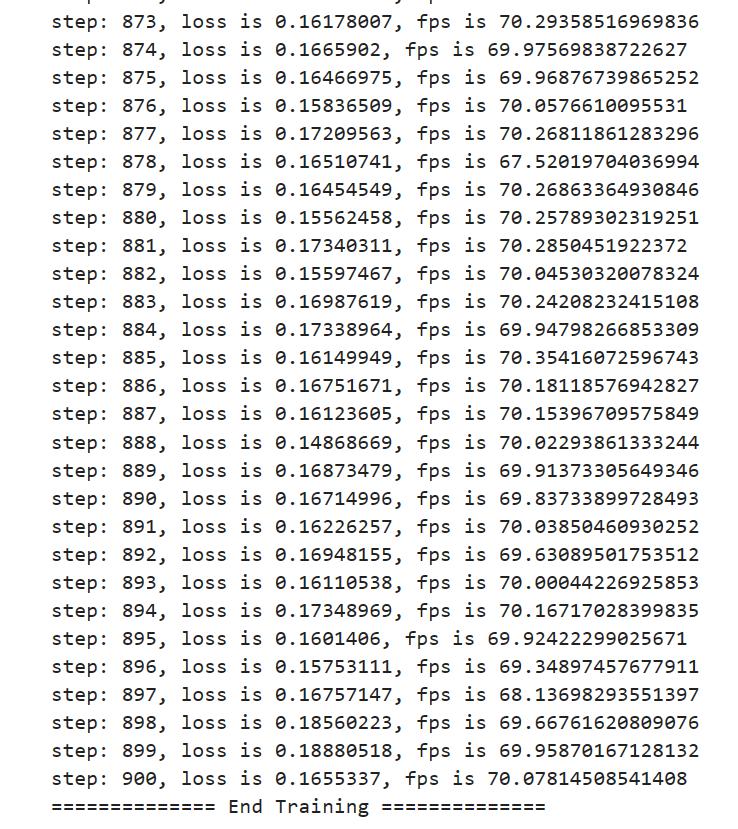 step: 873, loss is 0.16178007, fps is 70.29358516969836
step: 874, loss is 0.1665902, fps is 69.97569838722627
step: 875, loss is 0.16466975, fps is 69.96876739865252
step: 876, loss is 0.15836509, fps is 70.0576610095531
step: 877, loss is 0.17209563, fps is 70.26811861283296
step: 878, loss is 0.16510741, fps is 67.52019704036994
step: 879, loss is 0.16454549, fps is 70.26863364930846
step: 880, loss is 0.15562458, fps is 70.25789302319251
step: 881, loss is 0.17340311, fps is 70.2850451922372
step: 882, loss is 0.15597467, fps is 70.04530320078324
step: 883, loss is 0.16987619, fps is 70.24208232415108
step: 884, loss is 0.17338964, fps is 69.94798266853309
step: 885, loss is 0.16149949, fps is 70.35416072596743
step: 886, loss is 0.16751671, fps is 70.18118576942827
step: 887, loss is 0.16123605, fps is 70.15396709575849
step: 888, loss is 0.14868669, fps is 70.02293861333244
step: 889, loss is 0.16873479, fps is 69.91373305649346
step: 890, loss is 0.16714996, fps is 69.83733899728493
step: 891, loss is 0.16226257, fps is 70.03850460930252
step: 892, loss is 0.16948155, fps is 69.63089501753512
step: 893, loss is 0.16110538, fps is 70.00044226925853
step: 894, loss is 0.17348969, fps is 70.16717028399835
step: 895, loss is 0.1601406, fps is 69.92422299025671
step: 896, loss is 0.15753111, fps is 69.34897457677911
step: 897, loss is 0.16757147, fps is 68.13698293551397
step: 898, loss is 0.18560223, fps is 69.66761620809076
step: 899, loss is 0.18880518, fps is 69.95870167128132
step: 900, loss is 0.1655337, fps is 70.07814508541408
============== End Training ==============